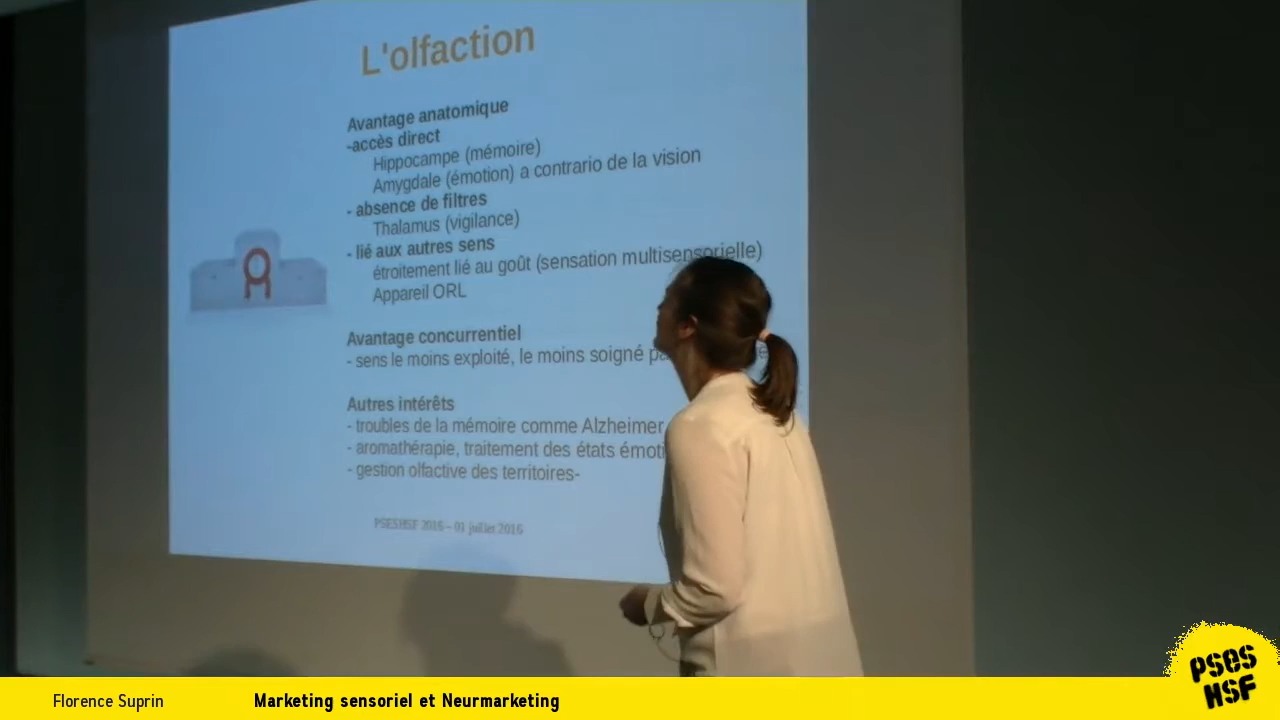 L'olfaction
Avantage anatomique
-accès direct
Hippocampe (mémoire)
Amygdale (émotion) a contrario de la vision
- absence de filtres
Thalamus (vigilance)
- lié aux autres sens
étroitement lié au goût (sensation multisensorielle)
Appareil ORL
Avantage concurrentiel
- sens le moins exploité, le moins soigné
Autres intérêts
- troubles de la mémoire comme Alzheimer
- aromathérapie, traitement des états
- gestion olfactive des territoires-
PSESHSF 2016 – 01 juillet 2016
Florence Suprin
Marketing sensoriel et Neurmarketing
PSES
HSF